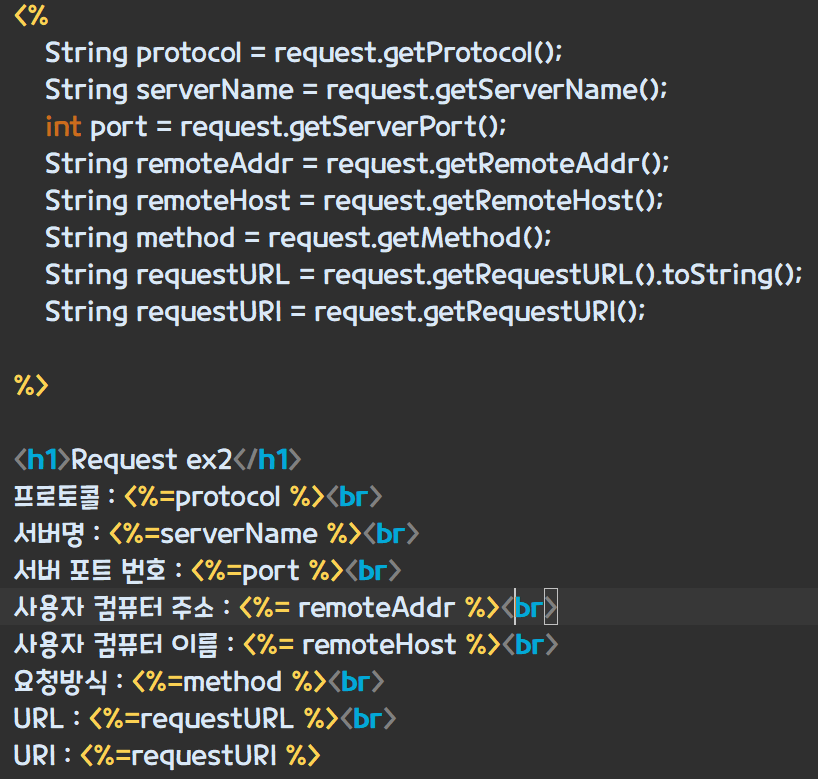 <%
String protocol = request.getProtocol();
String serverName = request.getServerName();
int port = request.getServerPort();
String remoteAddr = request.getRemoteAddr();
String remoteHost = request.getRemoteHost();
String method = request.getMethod();
String requestURL = request.getRequestURL().toString();
String requestURI = request.getRequestURI();
%>
<h1>Request ex2</h1>
프로토콜 : <%=protocol %><br>
서버명 : <%=serverName %><br>
서버 포트 번호 : <%=port %><br>
사용자 컴퓨터 주소 : <%= remoteAddr %><br>
사용자 컴퓨터 이름 : <%= remoteHost %><br>
요청방식 : <%=method %><br>
URL : <%=requestURL %><br>
URI : <%=requestURI %>